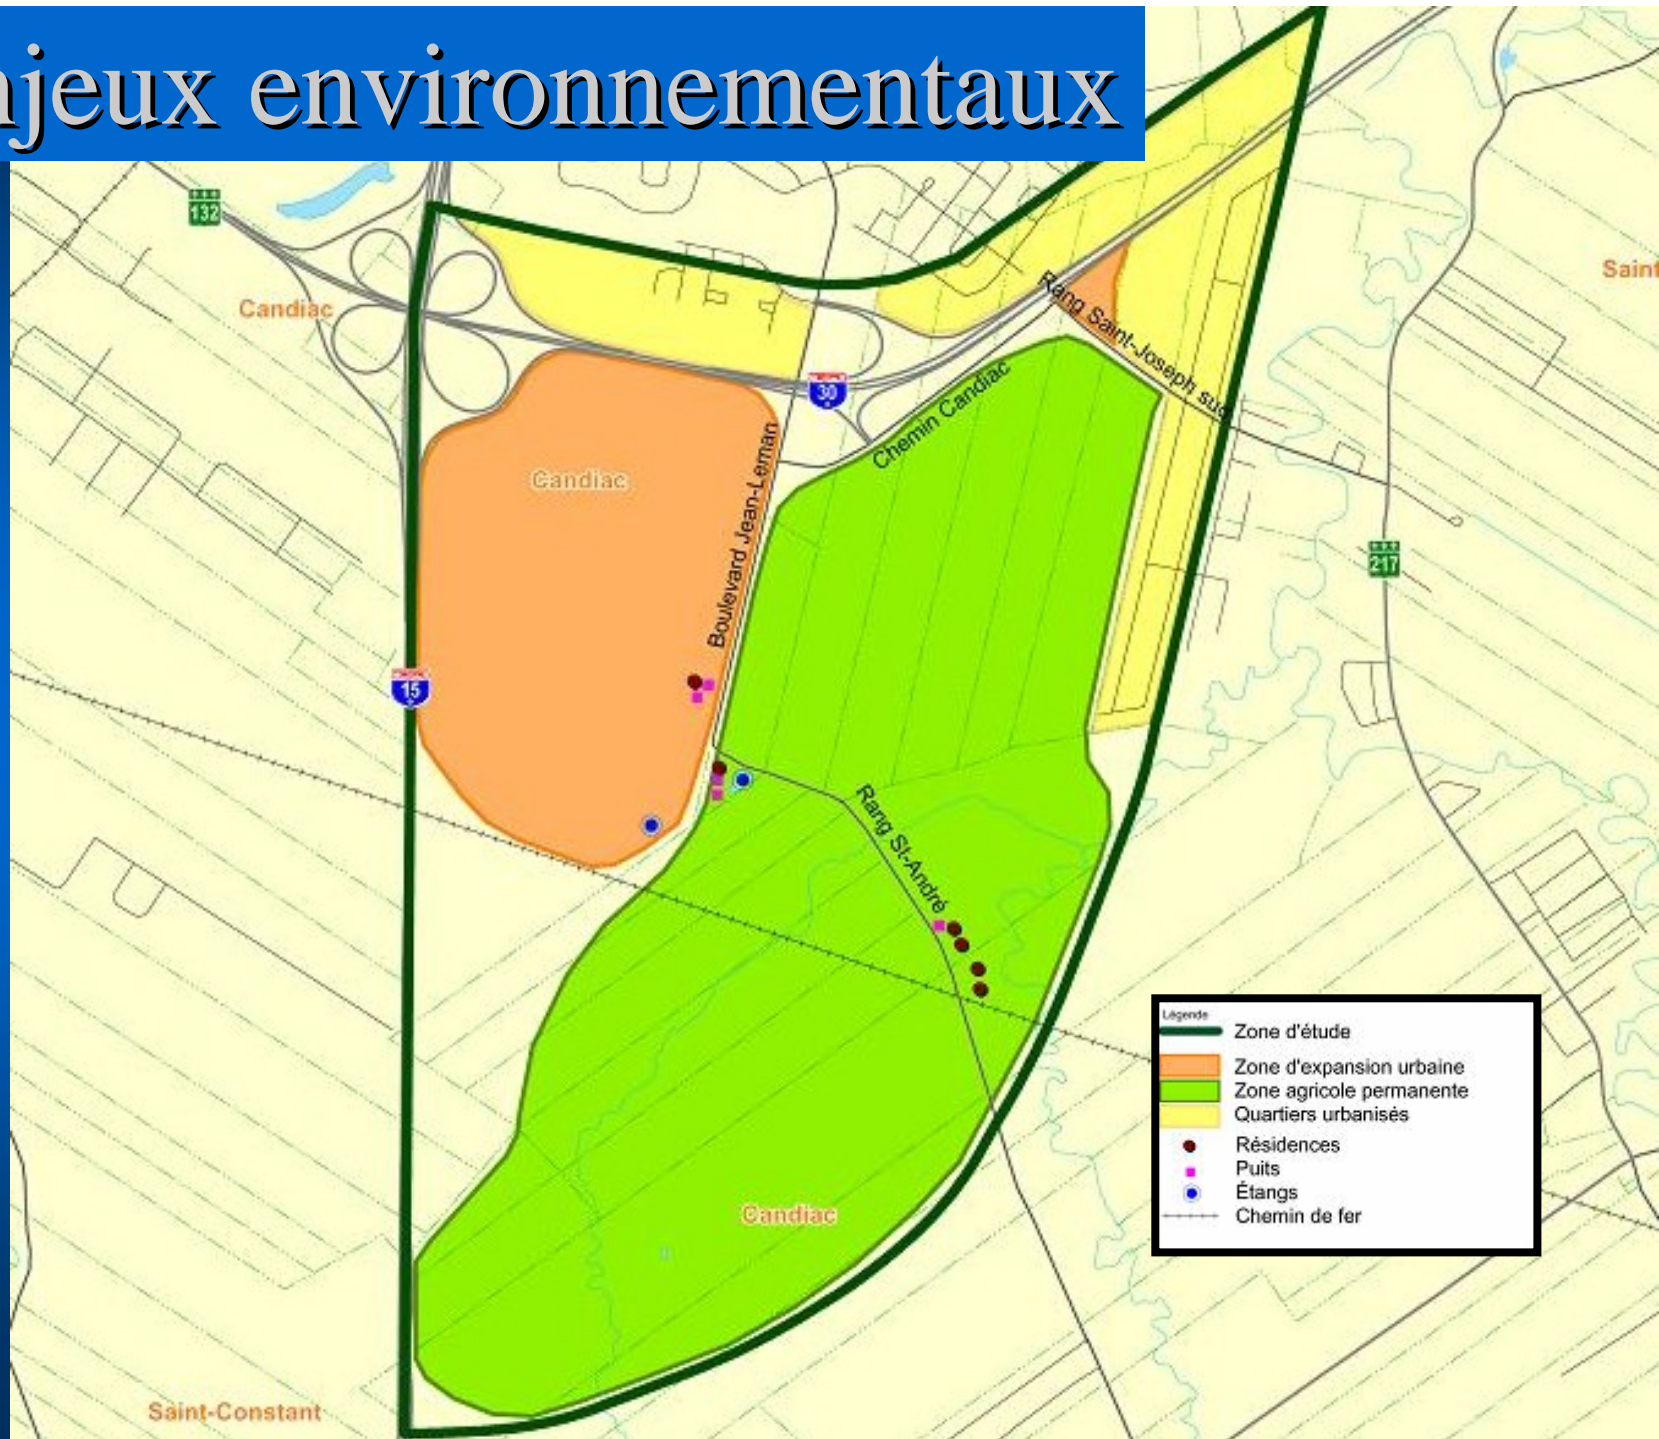 njeux environnementaux
132
Candiac
Saint
Rang Saint-Joseph sud
30
Chemin Candiac
Candiac
Boulevard Jean-Leman
217
15
Rang St-André
Légende
Zone d'étude
Zone d'expansion urbaine
Zone agricole permanente
Quartiers urbanisés
Résidences
Puits
Étangs
Chemin de fer
Candiac
Saint-Constant